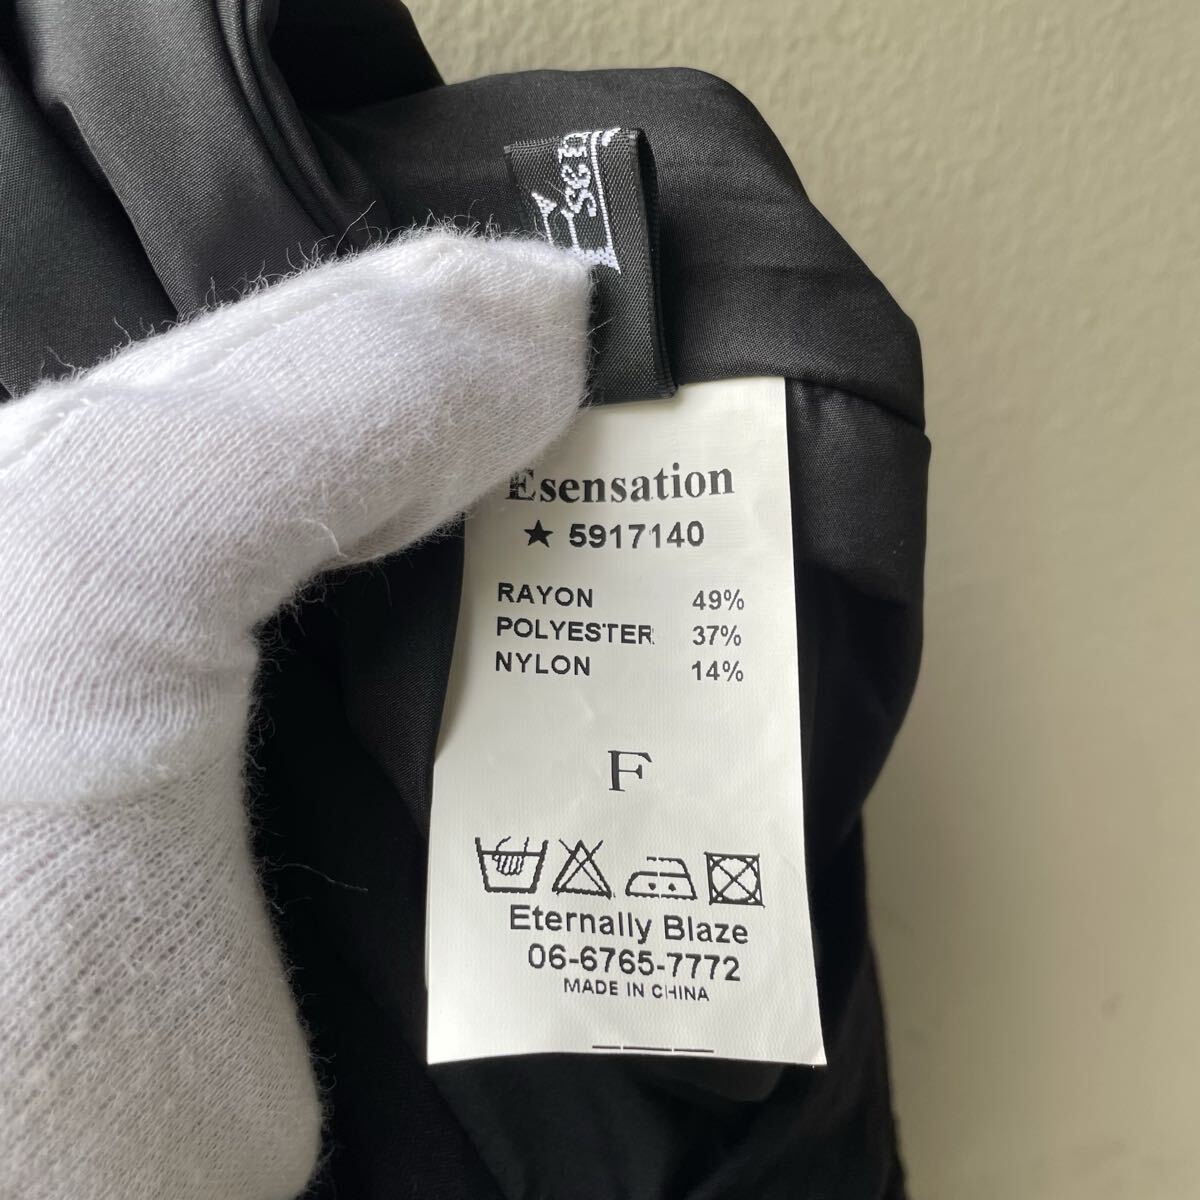 Esensation
★ 5917140
RAYON 49%
POLYESTER 37%
NYLON 14%
F
Eternally Blaze
06-6765-7772
MADE IN CHINA